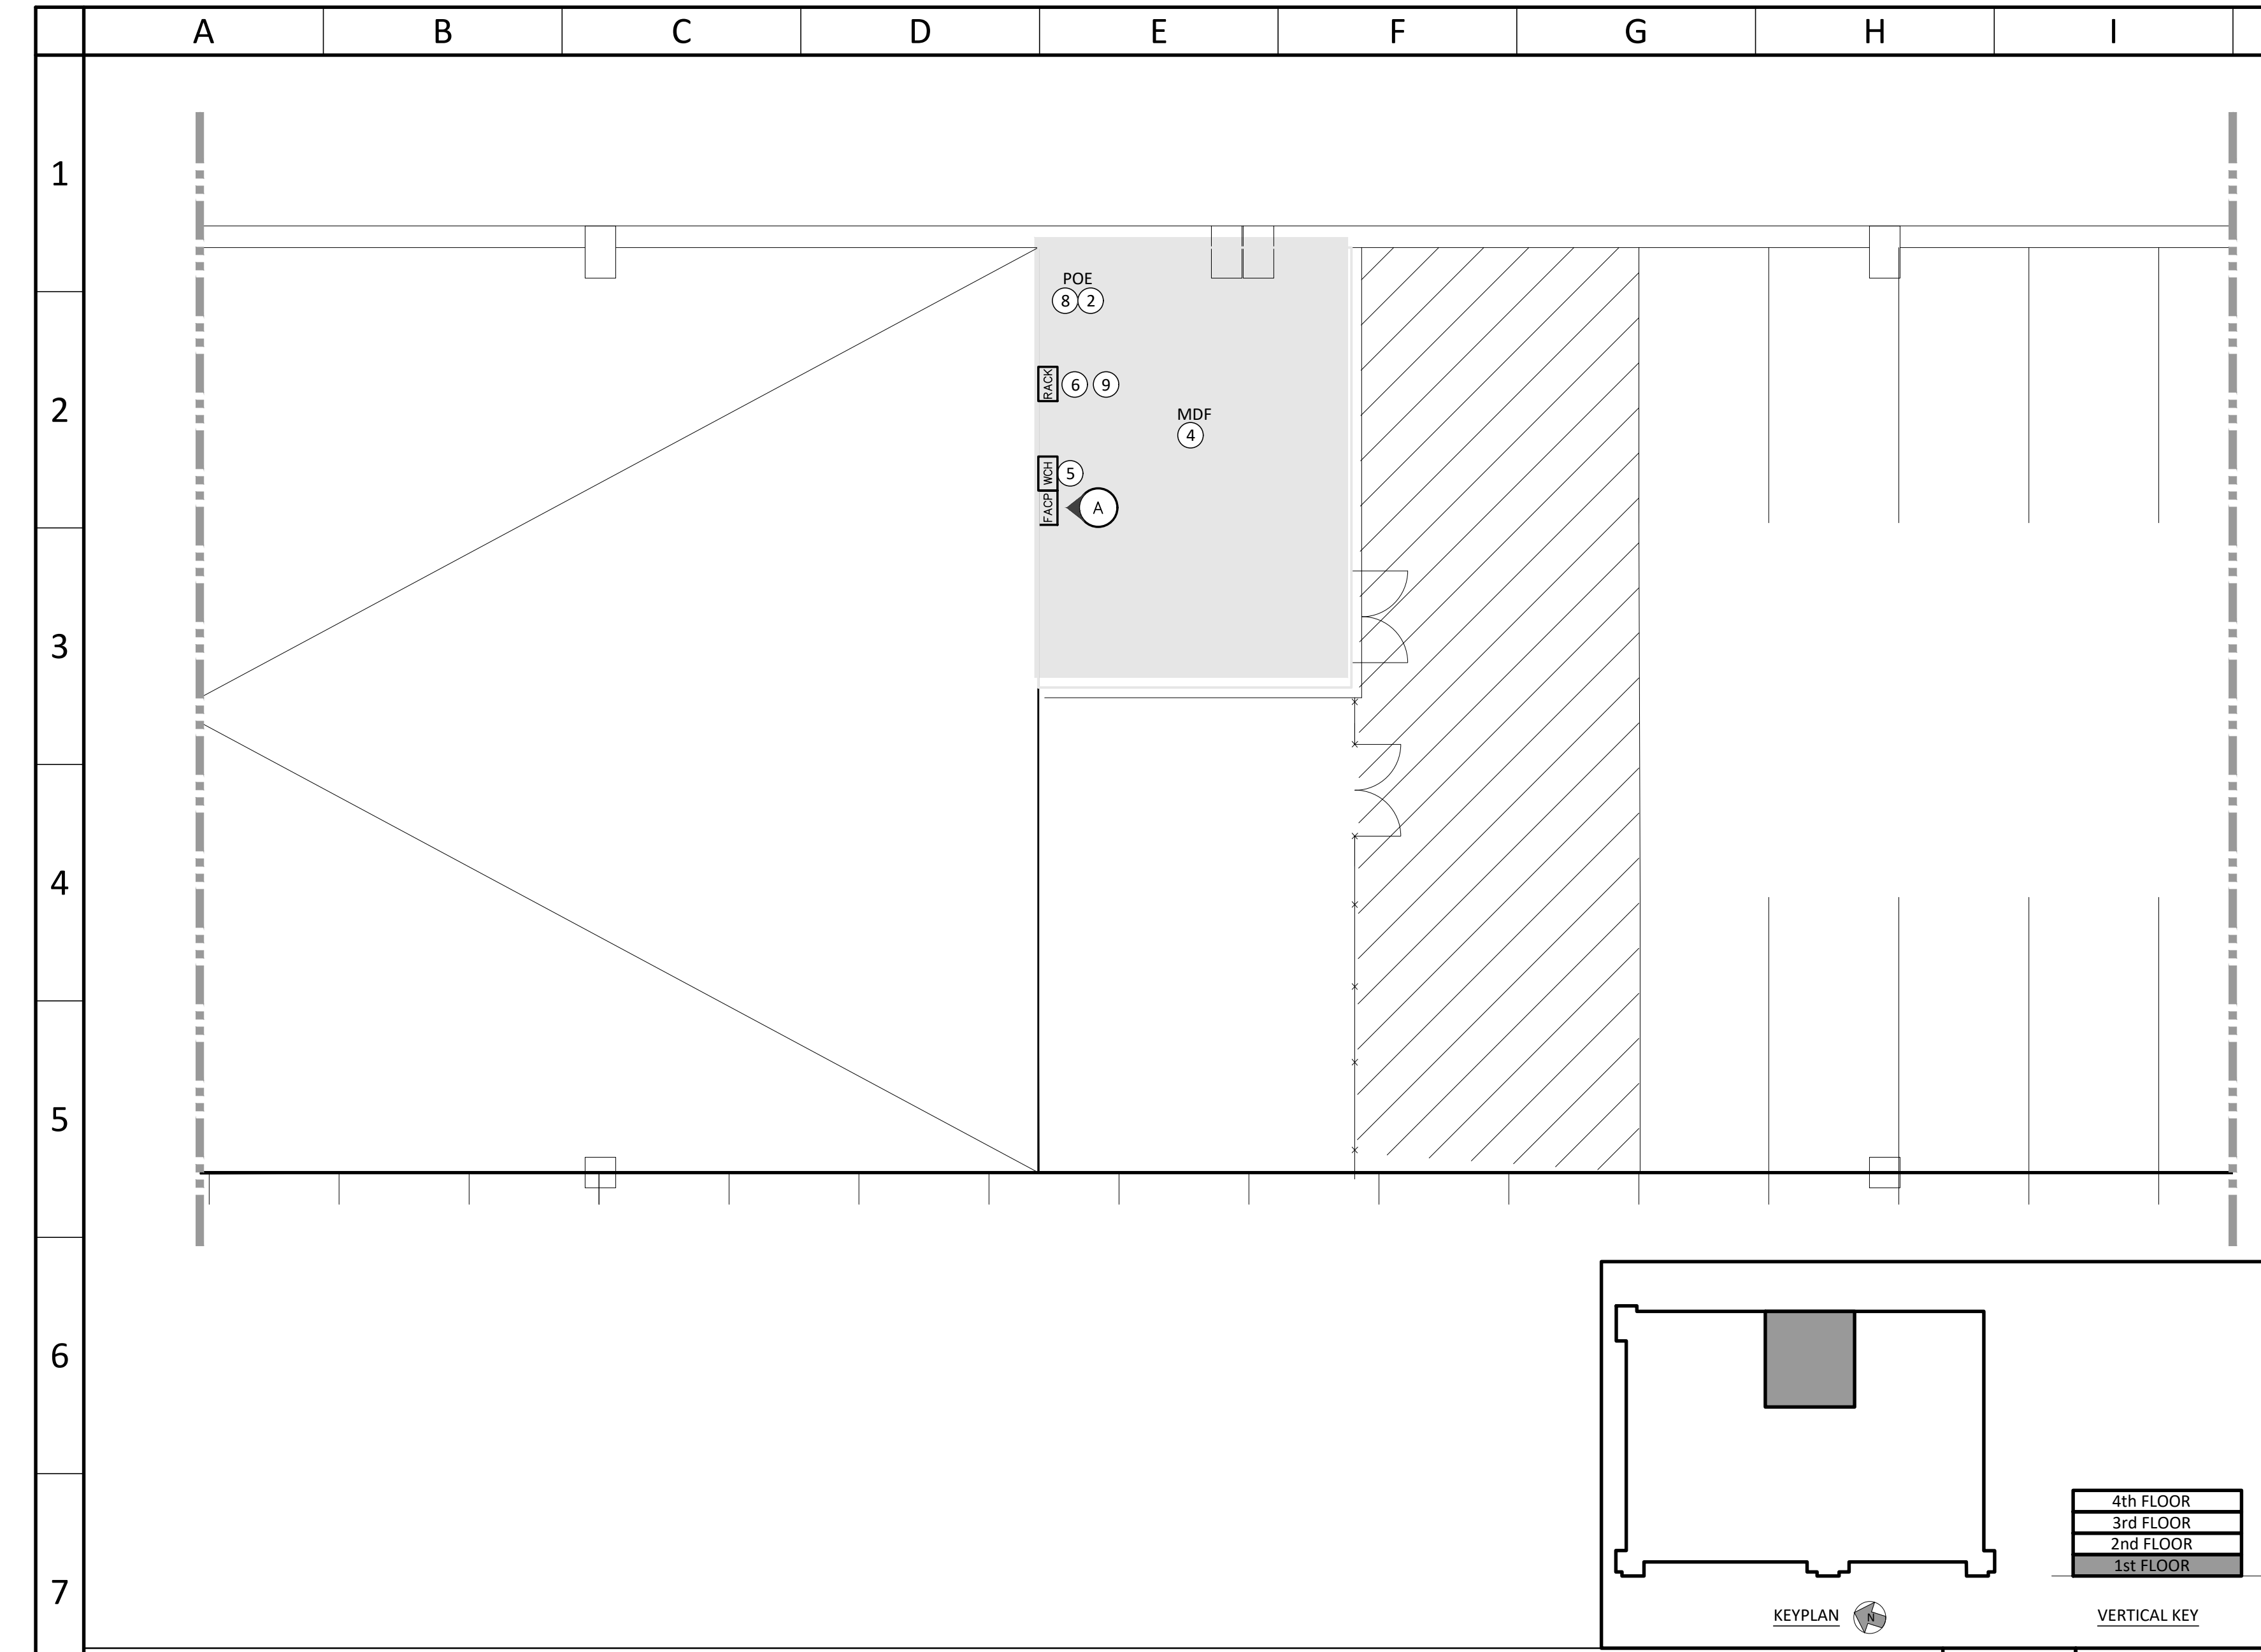 A B C D E F G H I
1
POE
8 2
RACK
6 9
2
MDF
4
WCH
5
FACP
A
3
4
5
6
4th FLOOR
3rd FLOOR
2nd FLOOR
1st FLOOR
7
KEYPLAN
N
VERTICAL KEY